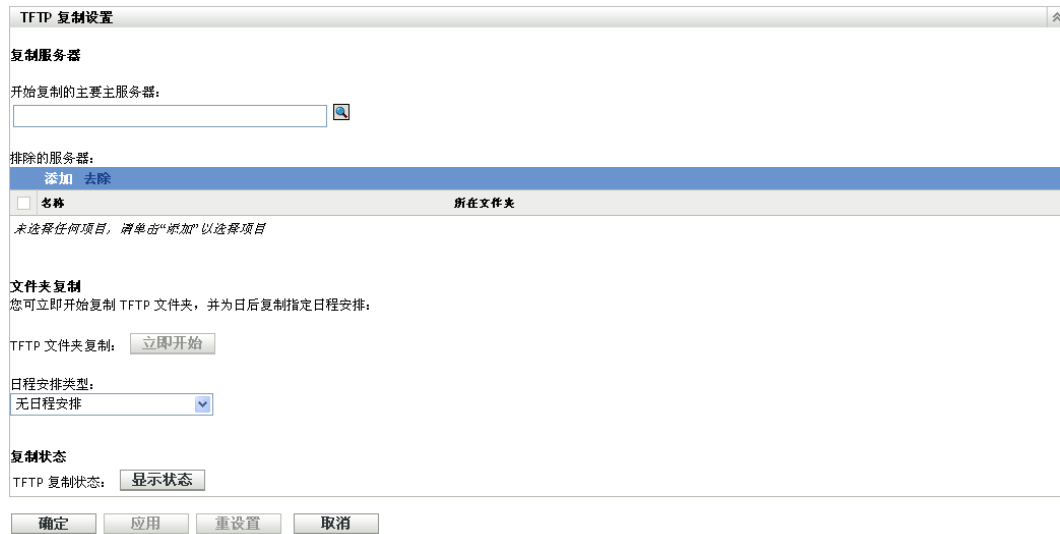 TFTP 复制设置
复制服务器
开始复制的主要主服务器:
排除的服务器:
添加 去除
名称 所在文件夹
未选择任何项目，请单击“添加”以选择项目
文件夹复制
您可立即开始复制 TFTP 文件夹，并为日后复制指定日程安排:
TFTP 文件夹复制: 立即开始
日程安排类型:
无日程安排
复制状态
TFTP 复制状态: 显示状态
确定 应用 重设置 取消